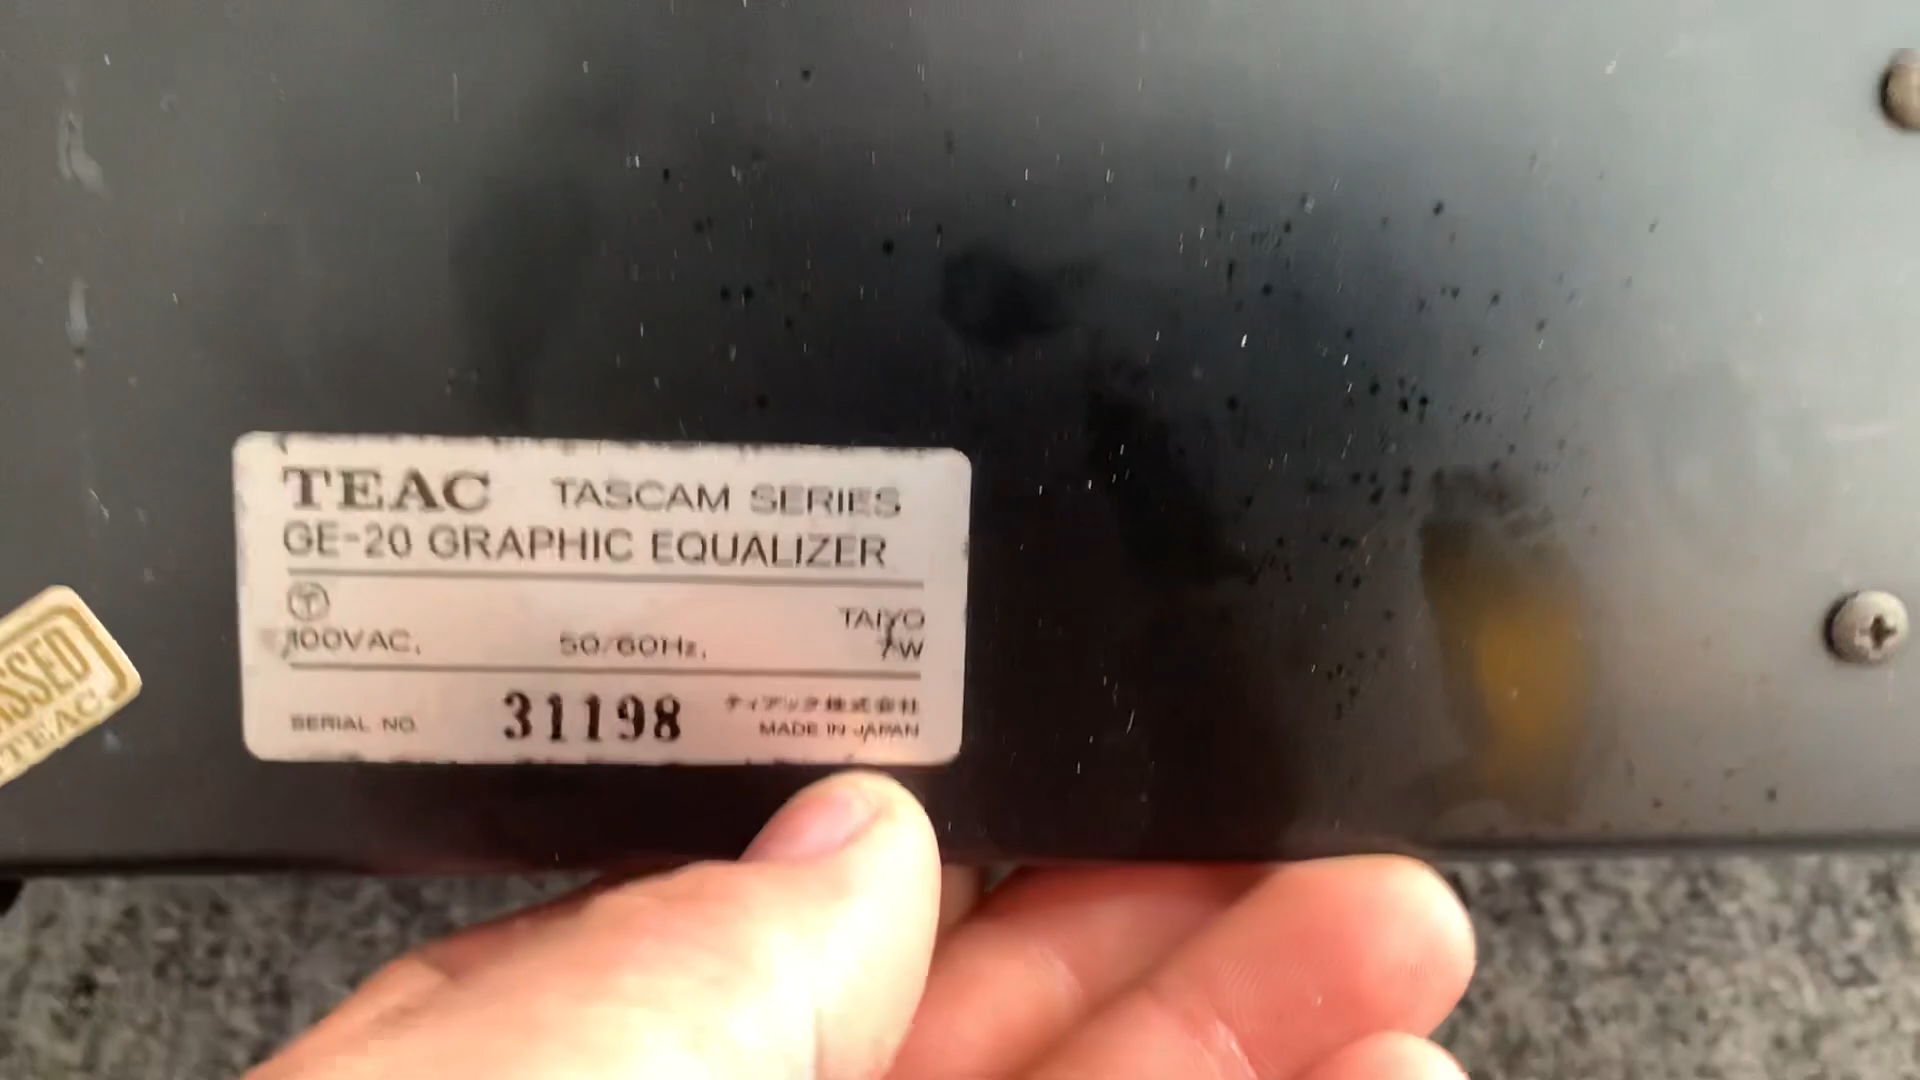 TEAC TASCAM SERIES
GE-20 GRAPHIC EQUALIZER
T
TAIYO
100VAC, 50/60Hz, 7W
SERIAL NO. 31198
ティアック株式会社
MADE IN JAPAN
TEAC